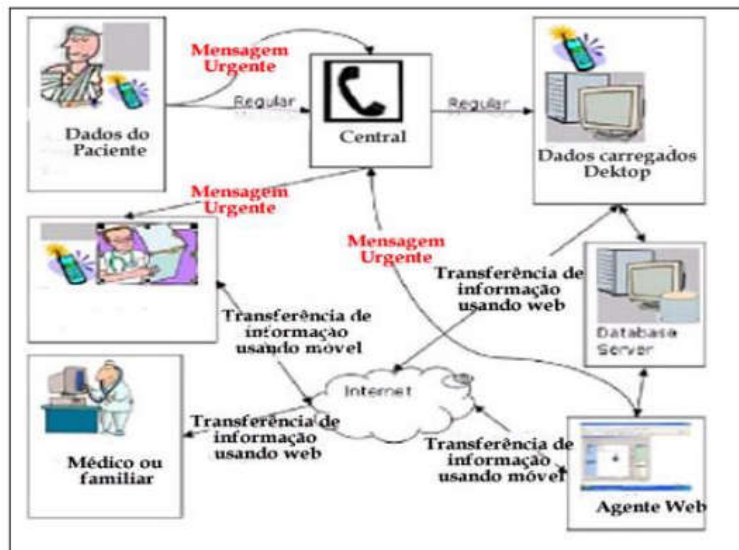 Mensagem
Urgente
Regular
Regular
Dados do
Paciente
Central
Dados carregados
Dektop
Mensagem
Urgente
Mensagem
Urgente
Transferência de
informação
usando web
Database
Server
Transferência de
informação
usando móvel
Internet
Médico ou
familiar
Transferência de
informação
usando web
Transferência de
informação
usando móvel
Agente Web